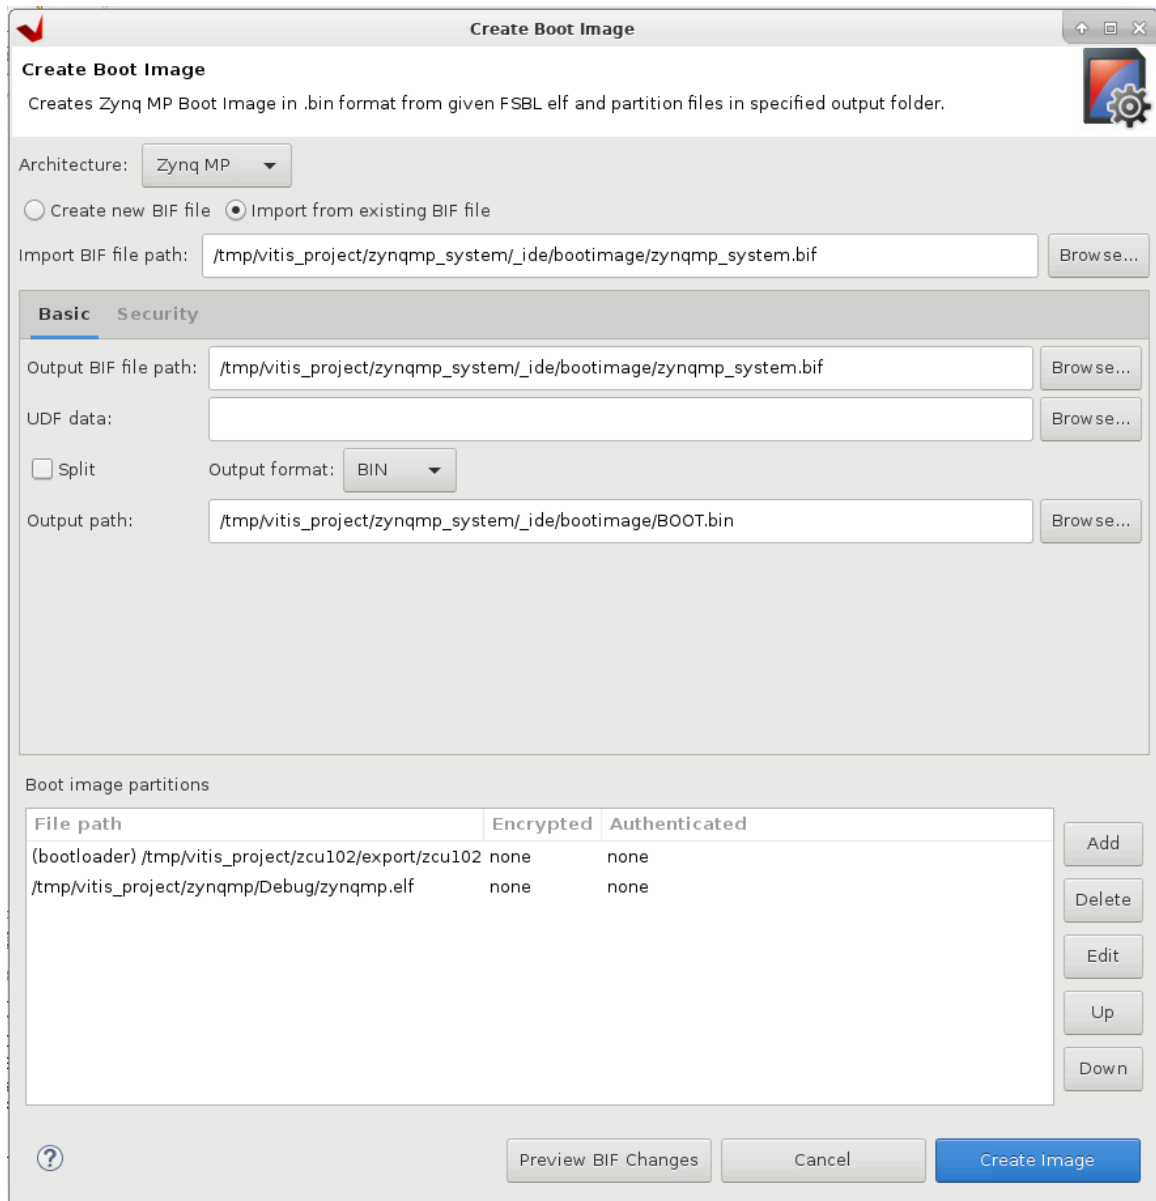 Create Boot Image
Create Boot Image
Creates Zynq MP Boot Image in .bin format from given FSBL elf and partition files in specified output folder.
Architecture: Zynq MP
Create new BIF file Import from existing BIF file
Import BIF file path: /tmp/vitis_project/zynqmp_system/_ide/bootimage/zynqmp_system.bif Browse...
Basic Security
Output BIF file path: /tmp/vitis_project/zynqmp_system/_ide/bootimage/zynqmp_system.bif Browse...
UDF data: Browse...
Split Output format: BIN
Output path: /tmp/vitis_project/zynqmp_system/_ide/bootimage/BOOT.bin Browse...
Boot image partitions
File path Encrypted Authenticated
(bootloader) /tmp/vitis_project/zcu102/export/zcu102 none none
/tmp/vitis_project/zynqmp/Debug/zynqmp.elf none none
Add
Delete
Edit
Up
Down
? Preview BIF Changes Cancel Create Image